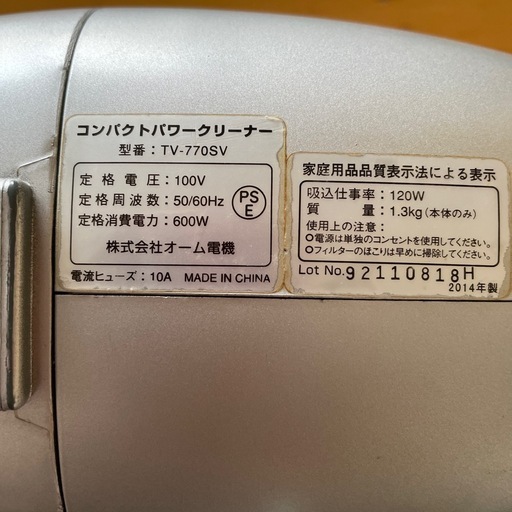 コンパクトパワークリーナー
型番：TV-770SV
定格電圧：100V
定格周波数：50/60Hz
定格消費電力：600W
PS
E
株式会社オーム電機
電流ヒューズ：10A MADE IN CHINA
家庭用品品質表示法による表示
吸込仕事率：120W
質量：1.3kg(本体のみ)
使用上の注意：
○電源は単独のコンセントを使用してください。
○フィルターのほこりは早めに掃除してください。
Lot No.92110818H
2014年製